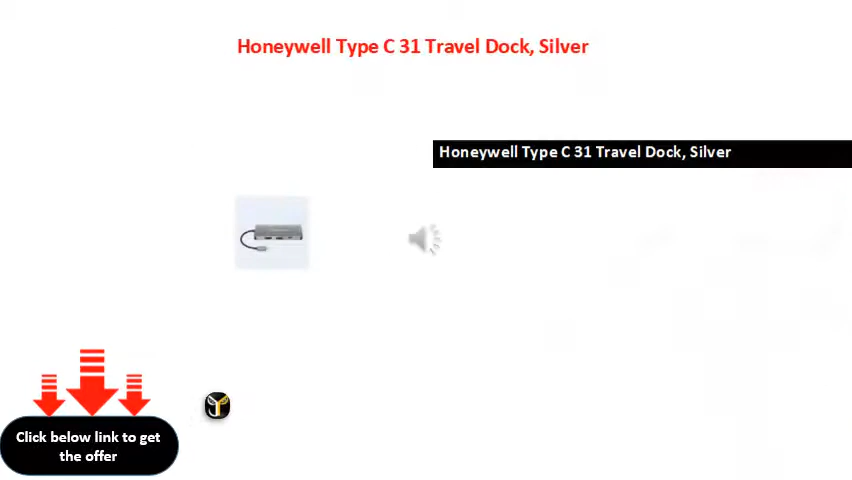 Honeywell Type C 31 Travel Dock, Silver
Honeywell Type C 31 Travel Dock, Silver
Click below link to get
the offer